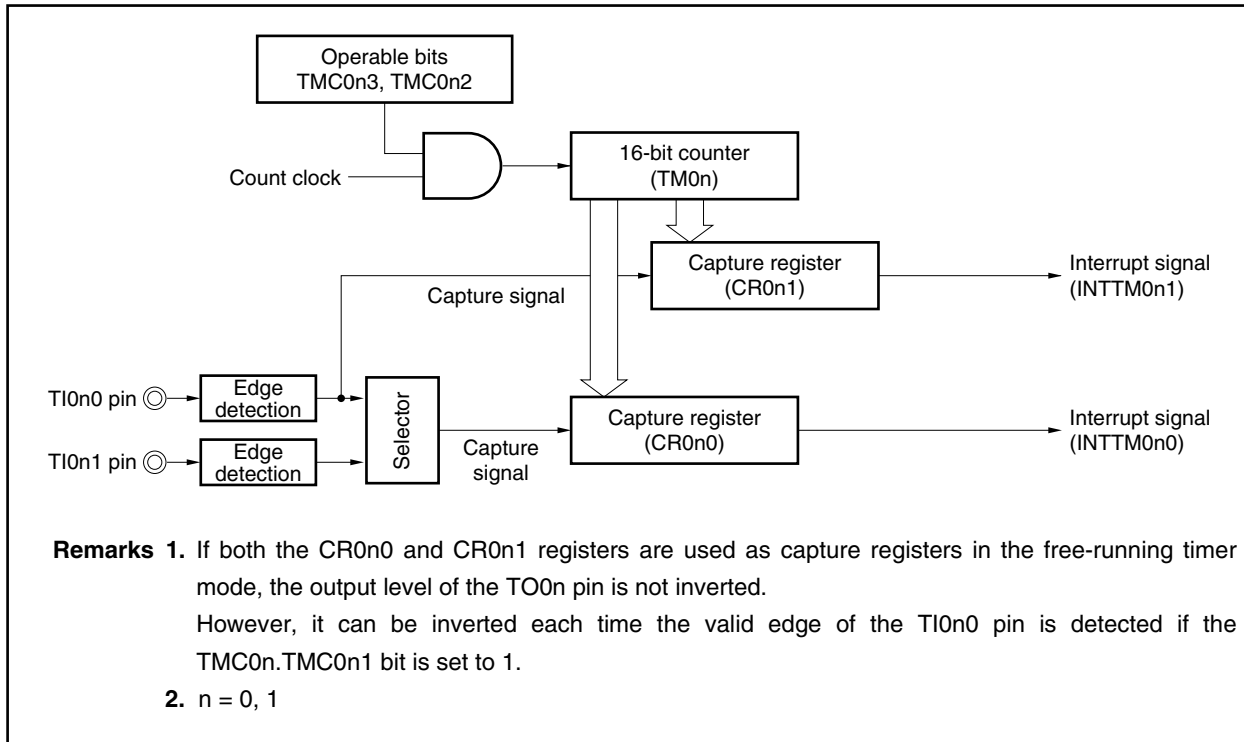 Operable bits
TMC0n3, TMC0n2
Count clock
16-bit counter
(TM0n)
Capture register
(CR0n1)
Interrupt signal
(INTTM0n1)
Capture signal
TI0n0 pin
Edge
detection
TI0n1 pin
Edge
detection
Selector
Capture
signal
Capture register
(CR0n0)
Interrupt signal
(INTTM0n0)
Remarks 1. If both the CR0n0 and CR0n1 registers are used as capture registers in the free-running timer
mode, the output level of the TO0n pin is not inverted.
However, it can be inverted each time the valid edge of the TI0n0 pin is detected if the
TMC0n.TMC0n1 bit is set to 1.
2. n = 0, 1